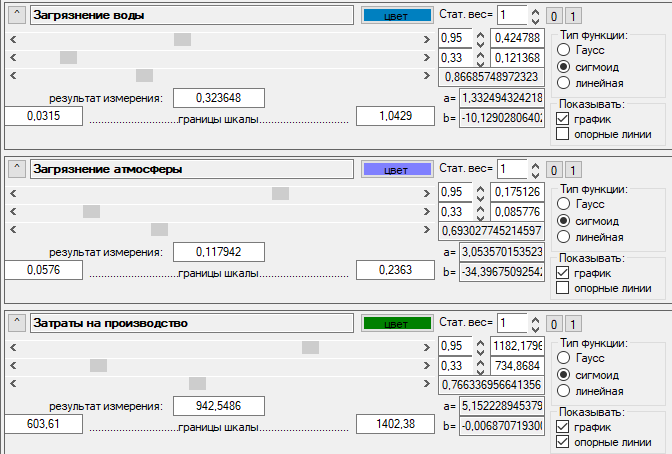 ^ Загрязнение воды цвет Стат. вес= 1 0 1
0,95 0,424788 Тип функции:
0,33 0,121368 Гаусс
0,86685748972323 сигмоид
результат измерения: 0,323648 a= 1,332494324218 линейная
0,0315 границы шкалы 1,0429 b= -10,12902806402 Показывать:
график
опорные линии
^ Загрязнение атмосферы цвет Стат. вес= 1 0 1
0,95 0,175126 Тип функции:
0,33 0,085776 Гаусс
0,693027745214597 сигмоид
результат измерения: 0,117942 a= 3,053570153523 линейная
0,0576 границы шкалы 0,2363 b= -34,39675092542 Показывать:
график
опорные линии
^ Затраты на производство цвет Стат. вес= 1 0 1
0,95 1182,1796 Тип функции:
0,33 734,8684 Гаусс
0,766336956641356 сигмоид
результат измерения: 942,5486 a= 5,152228945379 линейная
603,61 границы шкалы 1402,38 b= -0,006870719300 Показывать:
график
опорные линии